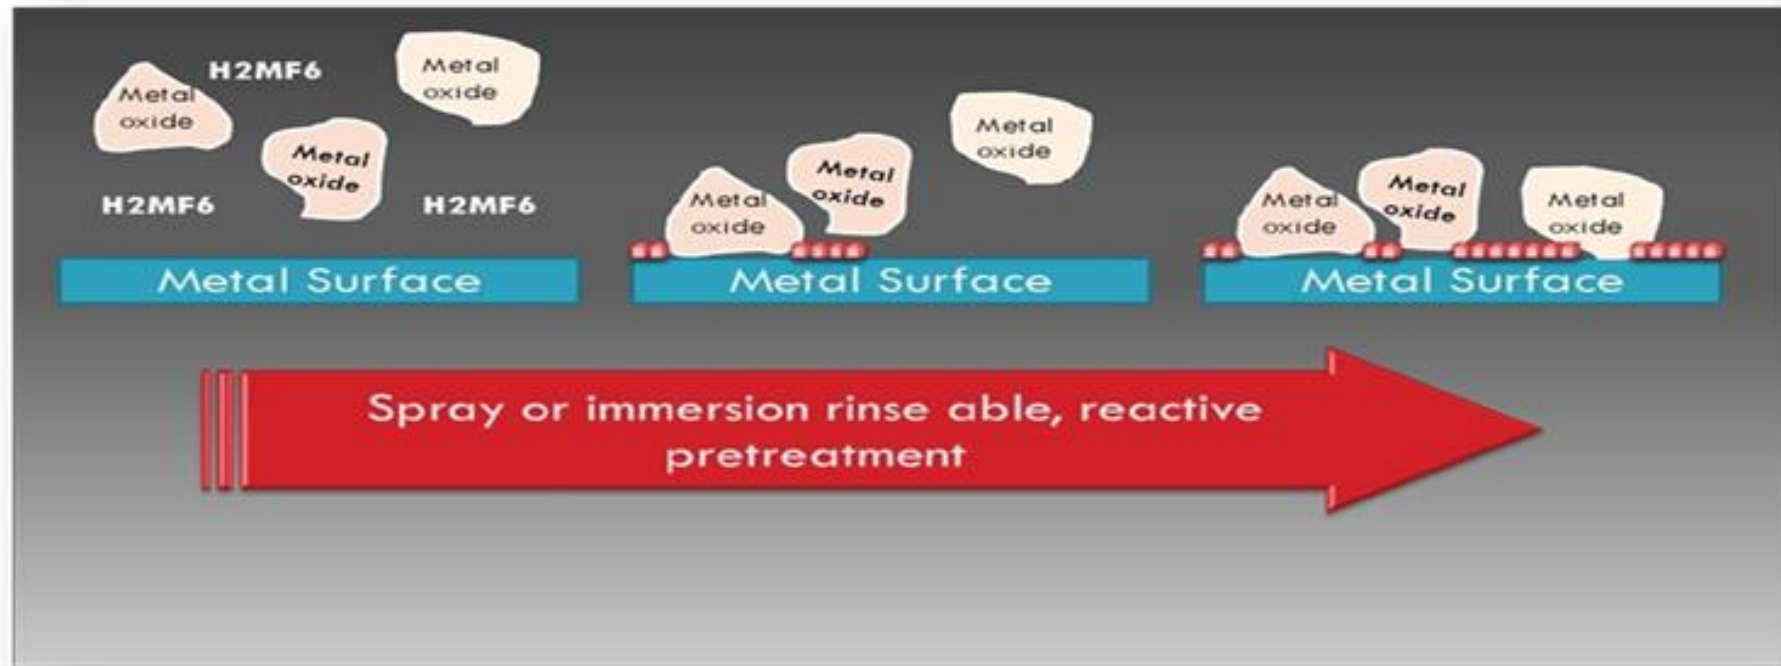 H2MF6
Metal
oxide
Metal
oxide
Metal
oxide
H2MF6
H2MF6
Metal Surface
Metal
oxide
Metal
oxide
Metal
oxide
Metal Surface
Metal
oxide
Metal
oxide
Metal
oxide
Metal Surface
Spray or immersion rinse able, reactive
pretreatment